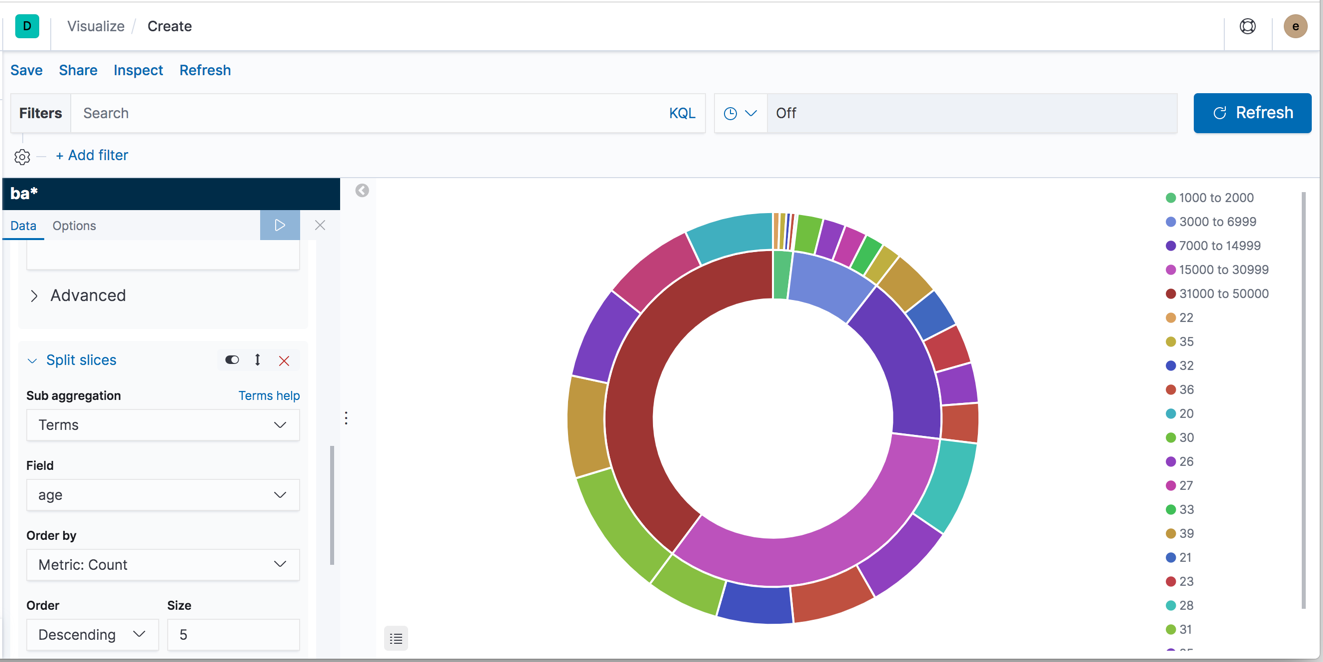 D Visualize / Create e
Save Share Inspect Refresh
Filters Search KQL Off Refresh
+ Add filter
ba*
Data Options
Advanced
Split slices
Sub aggregation Terms help
Terms
Field
age
Order by
Metric: Count
Order Size
Descending 5
1000 to 2000
3000 to 6999
7000 to 14999
15000 to 30999
31000 to 50000
22
35
32
36
20
30
26
27
33
39
21
23
28
31